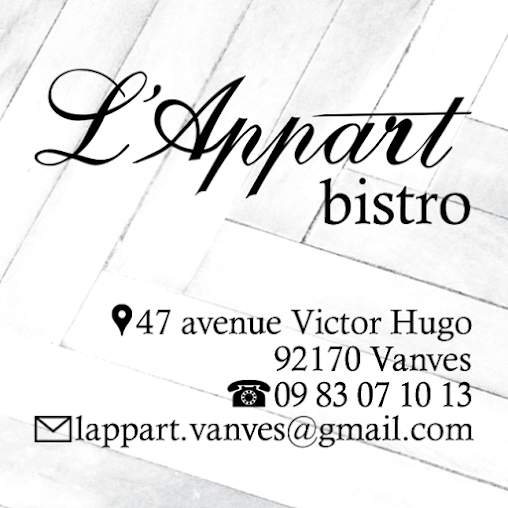 L'Appart
bistro
47 avenue Victor Hugo
92170 Vanves
09 83 07 10 13
lappart.vanves@gmail.com